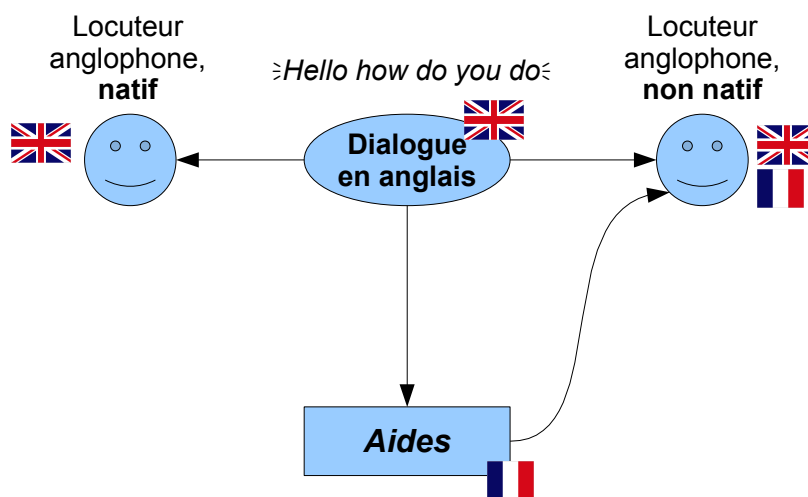 Locuteur
anglophone,
natif
Hello how do you do
Locuteur
anglophone,
non natif
Dialogue
en anglais
Aides